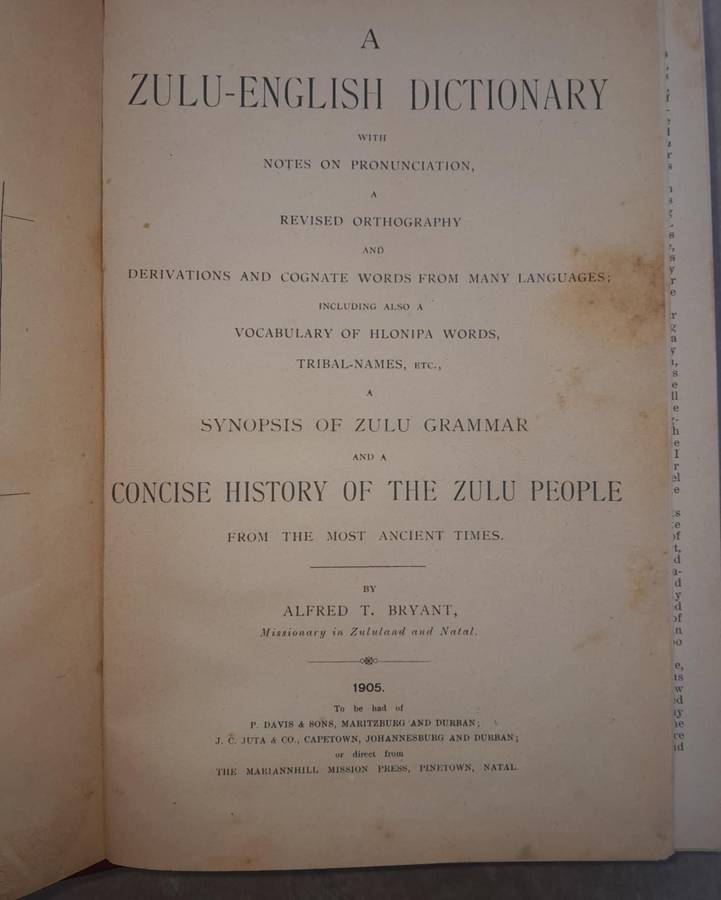 A
ZULU-ENGLISH DICTIONARY
WITH
NOTES ON PRONUNCIATION,
A
REVISED ORTHOGRAPHY
AND
DERIVATIONS AND COGNATE WORDS FROM MANY LANGUAGES;
INCLUDING ALSO A
VOCABULARY OF HLONIPA WORDS,
TRIBAL-NAMES, ETC.,
A
SYNOPSIS OF ZULU GRAMMAR
AND A
CONCISE HISTORY OF THE ZULU PEOPLE
FROM THE MOST ANCIENT TIMES.
BY
ALFRED T. BRYANT,
Missionary in Zululand and Natal.
1905.
To be had of
P. DAVIS & SONS, MARITZBURG AND DURBAN;
J. C. JUTA & CO., CAPETOWN, JOHANNESBURG AND DURBAN;
or direct from
THE MARIANNHILL MISSION PRESS, PINETOWN, NATAL.